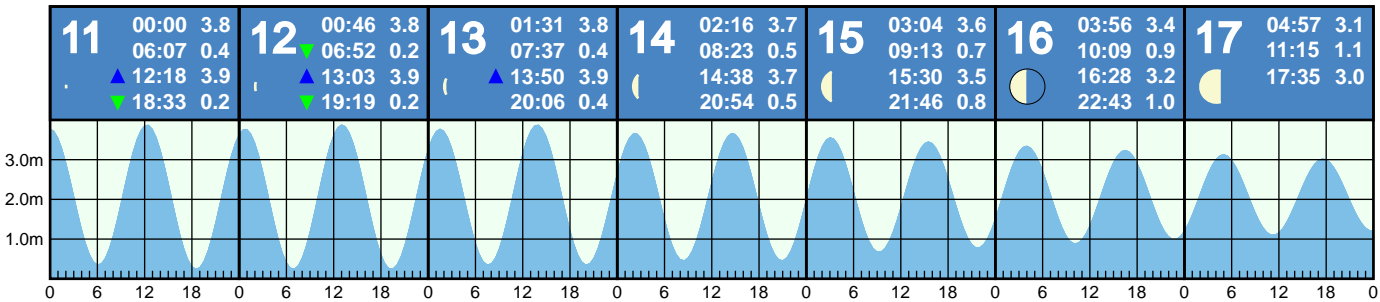 11 00:00 3.8 12 00:46 3.8 13 01:31 3.8 14 02:16 3.7 15 03:04 3.6 16 03:56 3.4 17 04:57 3.1
06:07 0.4 06:52 0.2 07:37 0.4 08:23 0.5 09:13 0.7 10:09 0.9 11:15 1.1
12:18 3.9 13:03 3.9 13:50 3.9 14:38 3.7 15:30 3.5 16:28 3.2 17:35 3.0
18:33 0.2 19:19 0.2 20:06 0.4 20:54 0.5 21:46 0.8 22:43 1.0
3.0m
2.0m
1.0m
0 6 12 18 0 6 12 18 0 6 12 18 0 6 12 18 0 6 12 18 0 6 12 18 0 6 12 18 0